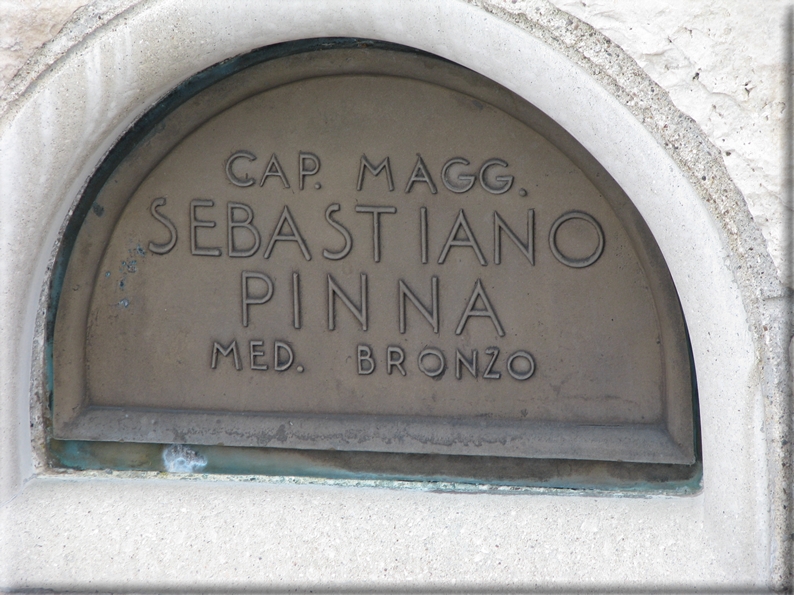 CAP. MAGG.
SEBASTIANO
PINNA
MED. BRONZO